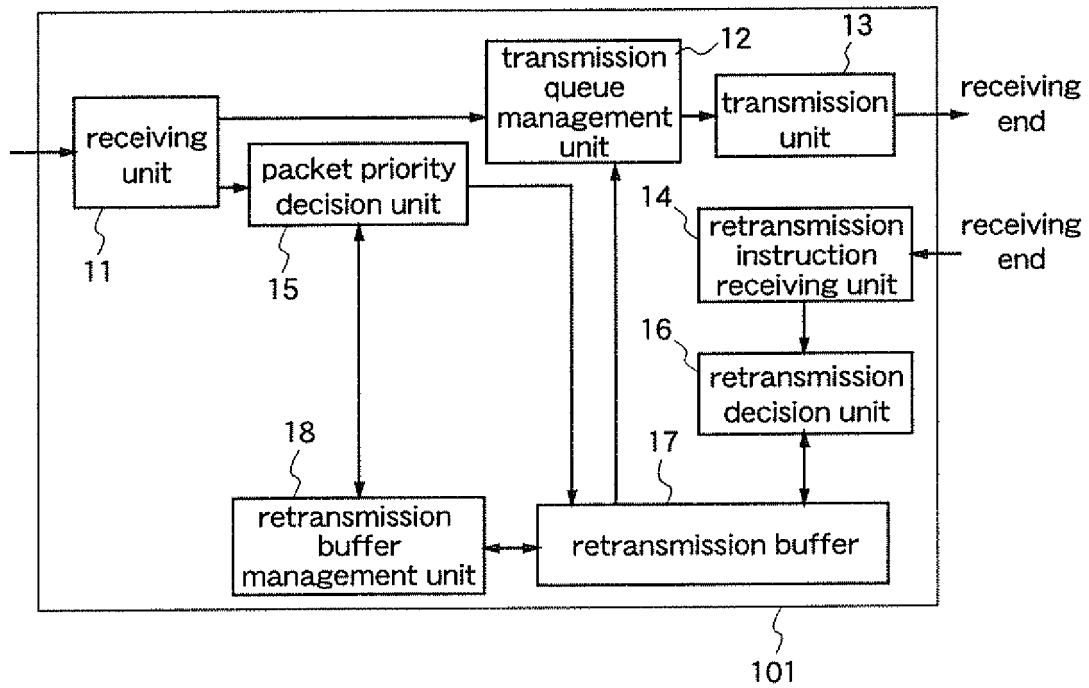 12
13
transmission
queue
management
unit
transmission
unit
receiving
end
receiving
unit
11
packet priority
decision unit
15
14
retransmission
instruction
receiving unit
receiving
end
16
retransmission
decision unit
18
17
retransmission
buffer
management unit
retransmission buffer
101